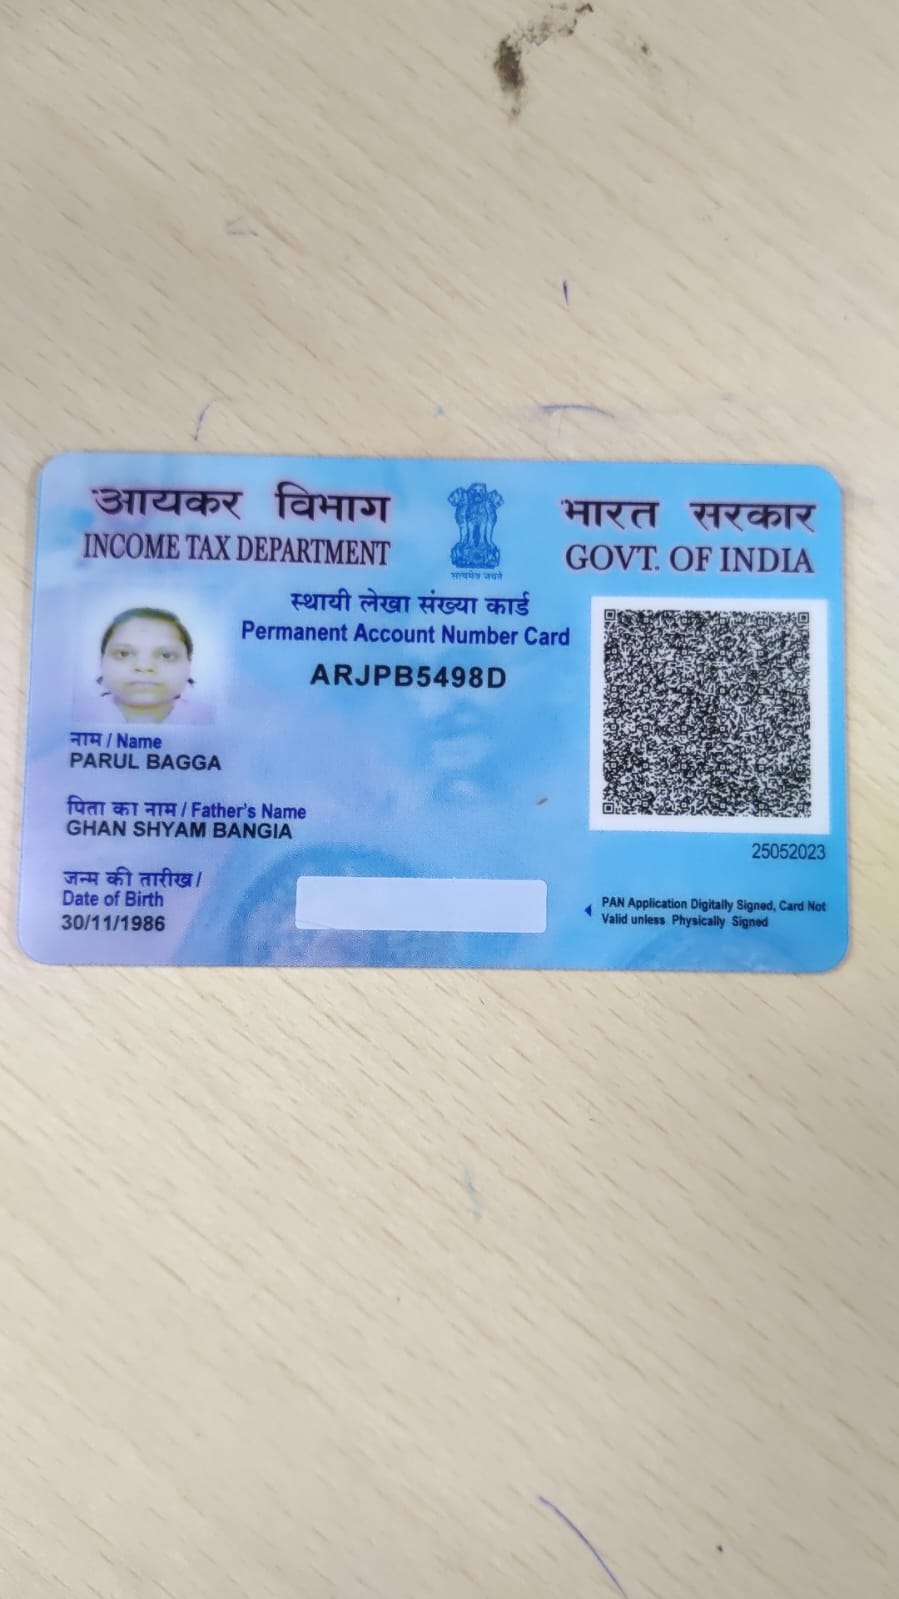 आयकर विभाग
INCOME TAX DEPARTMENT
सत्यमेव जयते
भारत सरकार
GOVT. OF INDIA
स्थायी लेखा संख्या कार्ड
Permanent Account Number Card
ARJPB5498D
नाम / Name
PARUL BAGGA
पिता का नाम / Father's Name
GHAN SHYAM BANGIA
जन्म की तारीख /
Date of Birth
30/11/1986
25052023
PAN Application Digitally Signed, Card Not
Valid unless Physically Signed